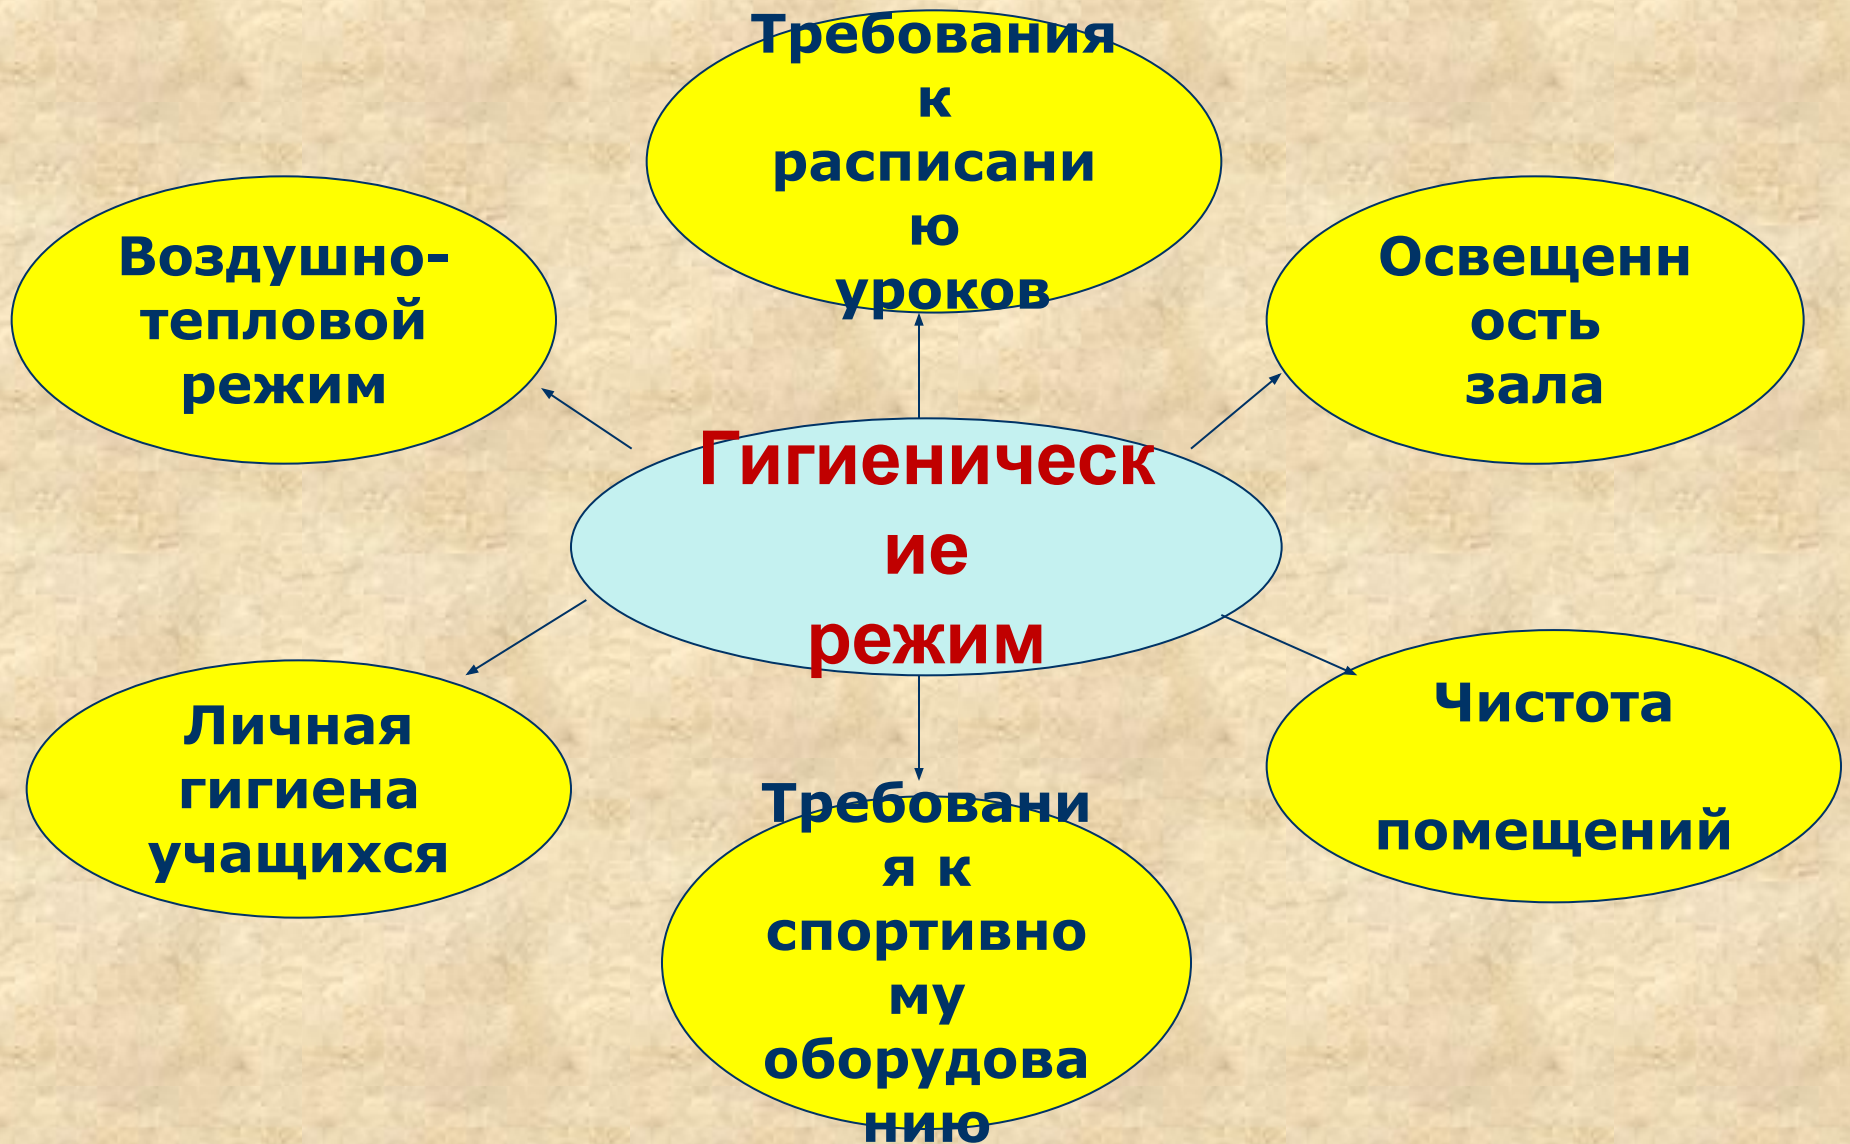 Требования
к
расписани
ю
уроков
Воздушно-
тепловой
режим
Освещенн
ость
зала
Гигиеническ
ие
режим
Личная
гигиена
учащихся
Чистота
помещений
Требовани
я к
спортивно
му
оборудова
нию